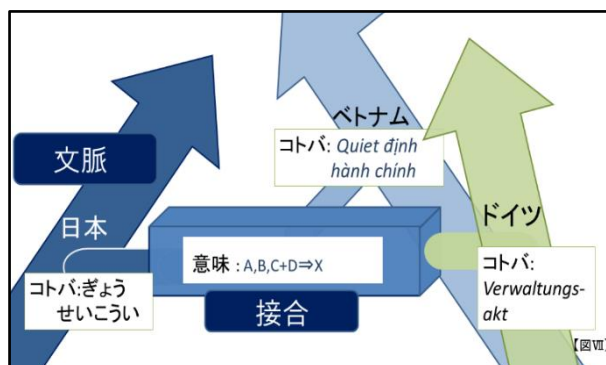 文脈
日本
コトバ:ぎょう
せいこうい
ベトナム
コトバ: Quiet định
hành chính
意味：A,B,C+D⇒X
接合
ドイツ
コトバ:
Verwaltungs-
akt
【図Ⅶ】